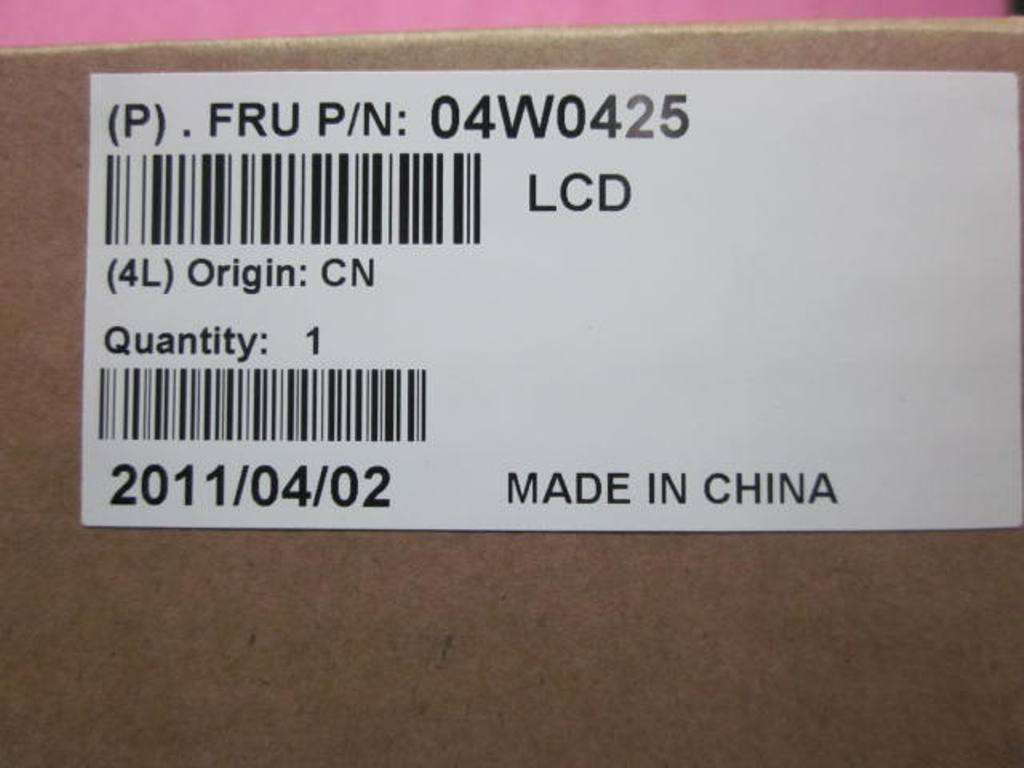 (P) . FRU P/N: 04W0425
LCD
(4L) Origin: CN
Quantity: 1
2011/04/02 MADE IN CHINA